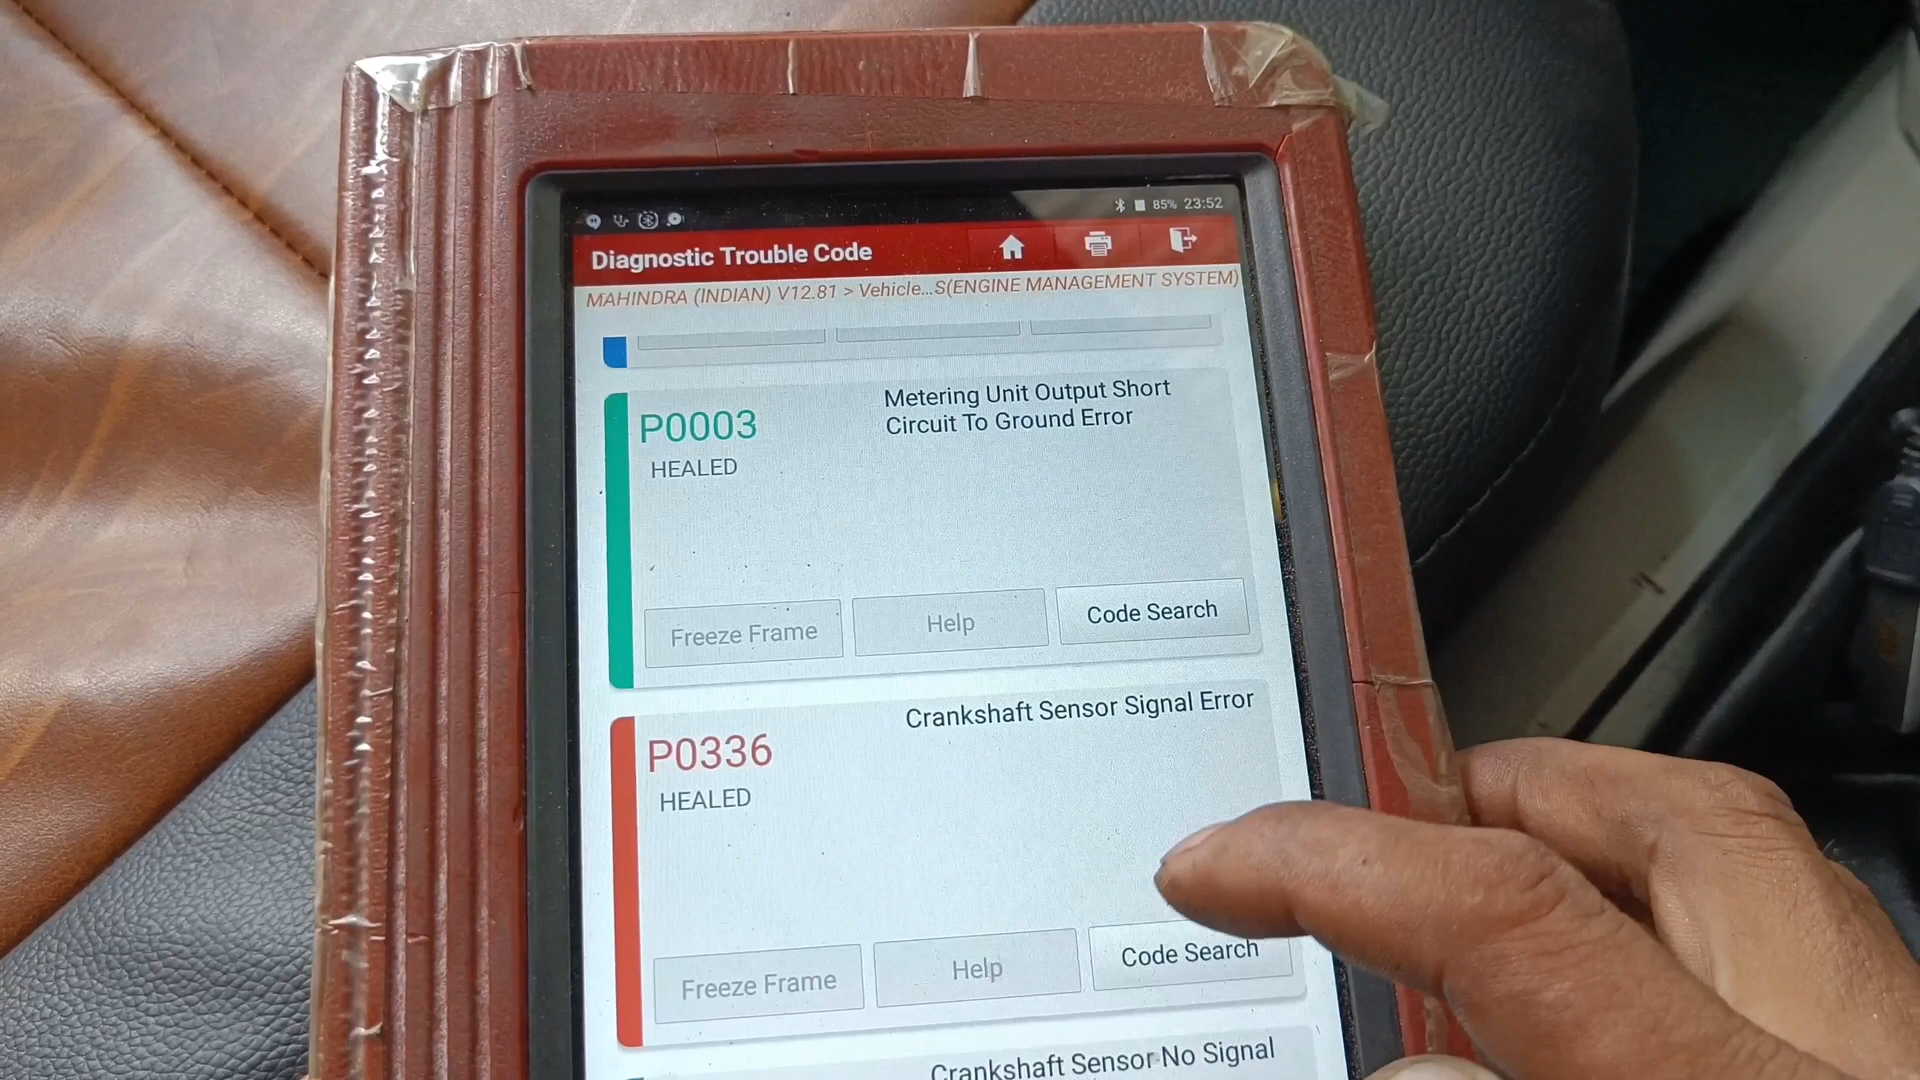 85% 23:52
Diagnostic Trouble Code
MAHINDRA (INDIAN) V12.81 > Vehicle...S(ENGINE MANAGEMENT SYSTEM)
P0003
Metering Unit Output Short
Circuit To Ground Error
HEALED
Freeze Frame
Help
Code Search
Crankshaft Sensor Signal Error
P0336
HEALED
Freeze Frame
Help
Code Search
Crankshaft Sensor No Signal